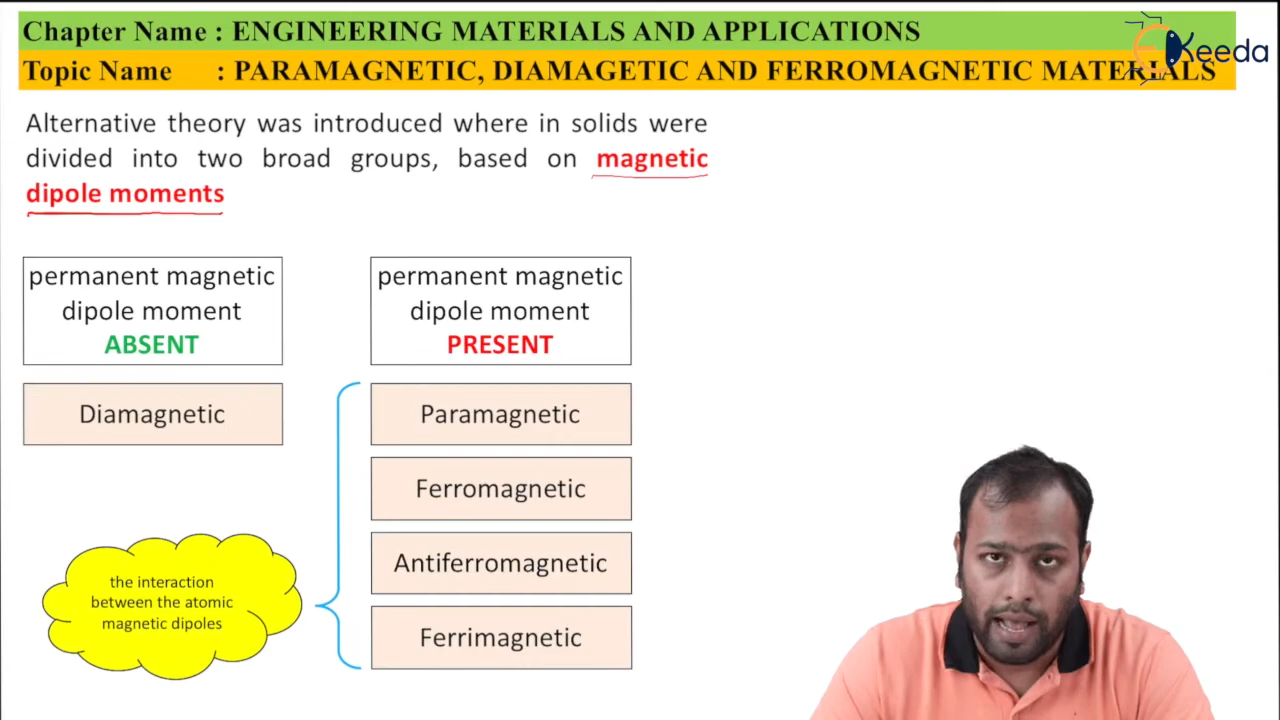 Chapter Name : ENGINEERING MATERIALS AND APPLICATIONS
Topic Name : PARAMAGNETIC, DIAMAGETIC AND FERROMAGNETIC MATERIALS
Keeda
Alternative theory was introduced where in solids were
divided into two broad groups, based on magnetic
dipole moments
permanent magnetic
dipole moment
ABSENT
permanent magnetic
dipole moment
PRESENT
Diamagnetic
Paramagnetic
Ferromagnetic
Antiferromagnetic
Ferrimagnetic
the interaction
between the atomic
magnetic dipoles